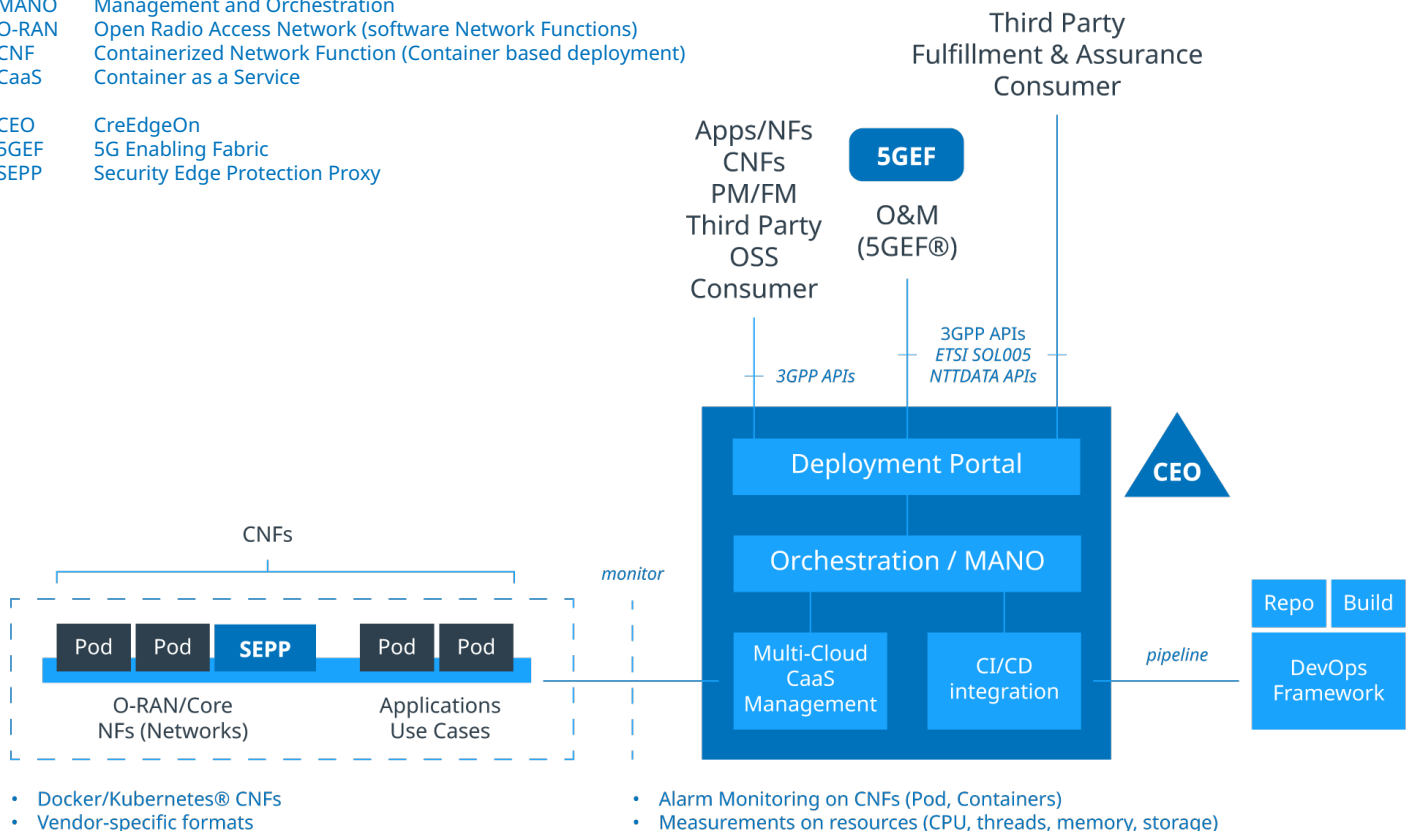 MANO Management and Orchestration
O-RAN Open Radio Access Network (software Network Functions)
CNF Containerized Network Function (Container based deployment)
CaaS Container as a Service
CEO CreEdgeOn
5GEF 5G Enabling Fabric
SEPP Security Edge Protection Proxy
Third Party
Fulfillment & Assurance
Consumer
Apps/NFs
CNFs
PM/FM
Third Party
OSS
Consumer
5GEF
O&M
(5GEF®)
3GPP APIs
3GPP APIs
ETSI SOL005
NTTDATA APIs
Deployment Portal
CEO
Orchestration / MANO
Multi-Cloud
CaaS
Management
CI/CD
integration
CNFs
monitor
Pod
Pod
SEPP
Pod
Pod
O-RAN/Core
NFs (Networks)
Applications
Use Cases
pipeline
Repo
Build
DevOps
Framework
• Docker/Kubernetes® CNFs
• Vendor-specific formats
• Alarm Monitoring on CNFs (Pod, Containers)
• Measurements on resources (CPU, threads, memory, storage)